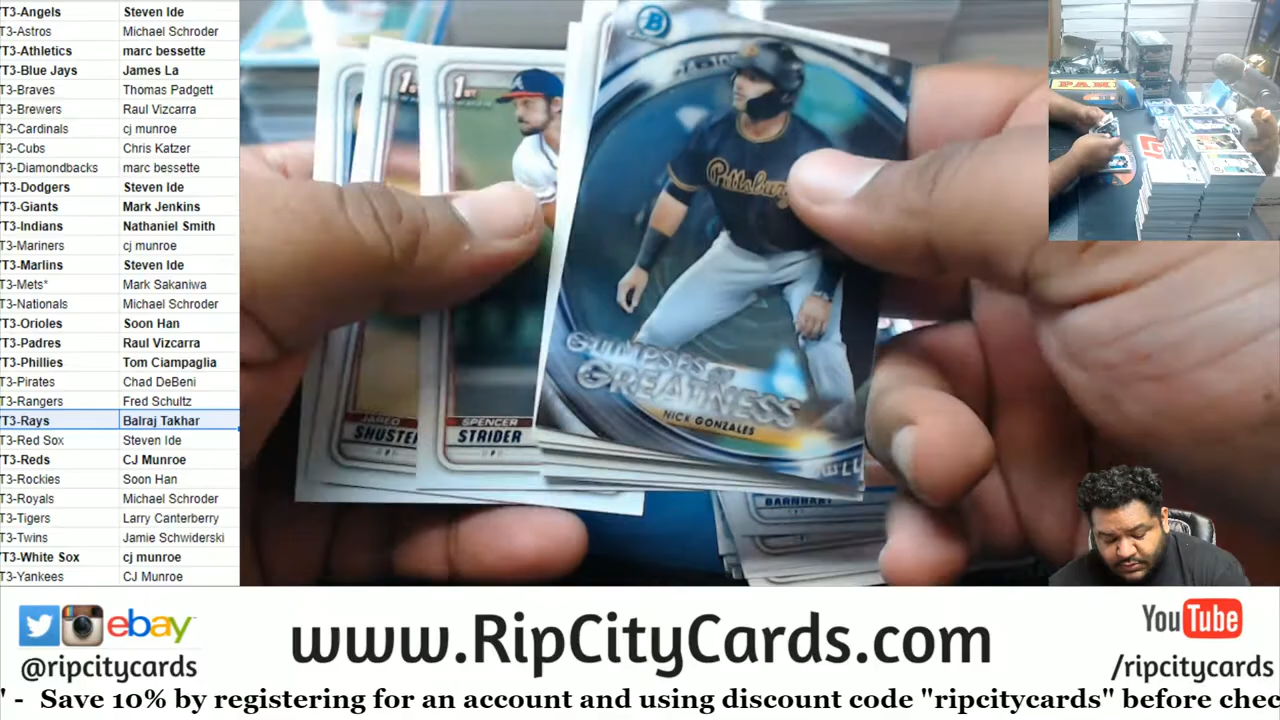 T3-Angels Steven Ide
T3-Astros Michael Schroder
T3-Athletics marc bessette
T3-Blue Jays James La
T3-Braves Thomas Padgett
T3-Brewers Raul Vizcarra
T3-Cardinals cj munroe
T3-Cubs Chris Katzer
T3-Diamondbacks marc bessette
T3-Dodgers Steven Ide
T3-Giants Mark Jenkins
T3-Indians Nathaniel Smith
T3-Mariners cj munroe
T3-Marlins Steven Ide
T3-Mets* Mark Sakaniwa
T3-Nationals Michael Schroder
T3-Orioles Soon Han
T3-Padres Raul Vizcarra
T3-Phillies Tom Ciampaglia
T3-Pirates Chad DeBeni
T3-Rangers Fred Schultz
T3-Rays Balraj Takhar
T3-Red Sox Steven Ide
T3-Reds CJ Munroe
T3-Rockies Soon Han
T3-Royals Michael Schroder
T3-Tigers Larry Canterberry
T3-Twins Jamie Schwiderski
T3-White Sox cj munroe
T3-Yankees CJ Munroe
B
1st
Pittsburg
GLIMPSES OF
GREATNESS
NICK GONZALES
JARED
SHUSTE
SPENCER
STRIDER
BARNHART
ebay
@ripcitycards
www.RipCityCards.com
YouTube
/ripcitycards
' - Save 10% by registering for an account and using discount code "ripcitycards" before chec